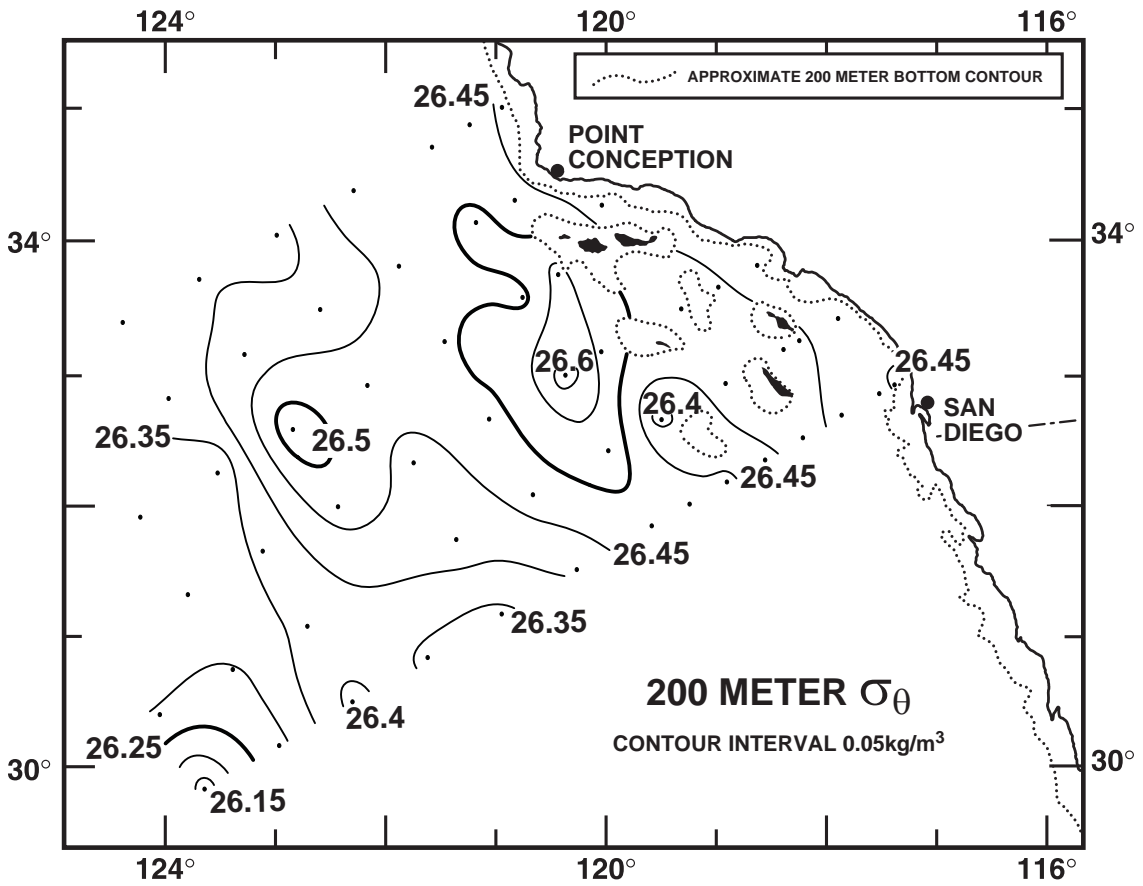 124° 120° 116°
APPROXIMATE 200 METER BOTTOM CONTOUR
26.45
POINT
CONCEPTION
34° 34°
26.6
26.45
26.4
SAN
DIEGO
26.35
26.5
26.45
26.45
26.35
200 METER σθ
26.4
CONTOUR INTERVAL 0.05kg/m³
26.25
30° 30°
26.15
124° 120° 116°